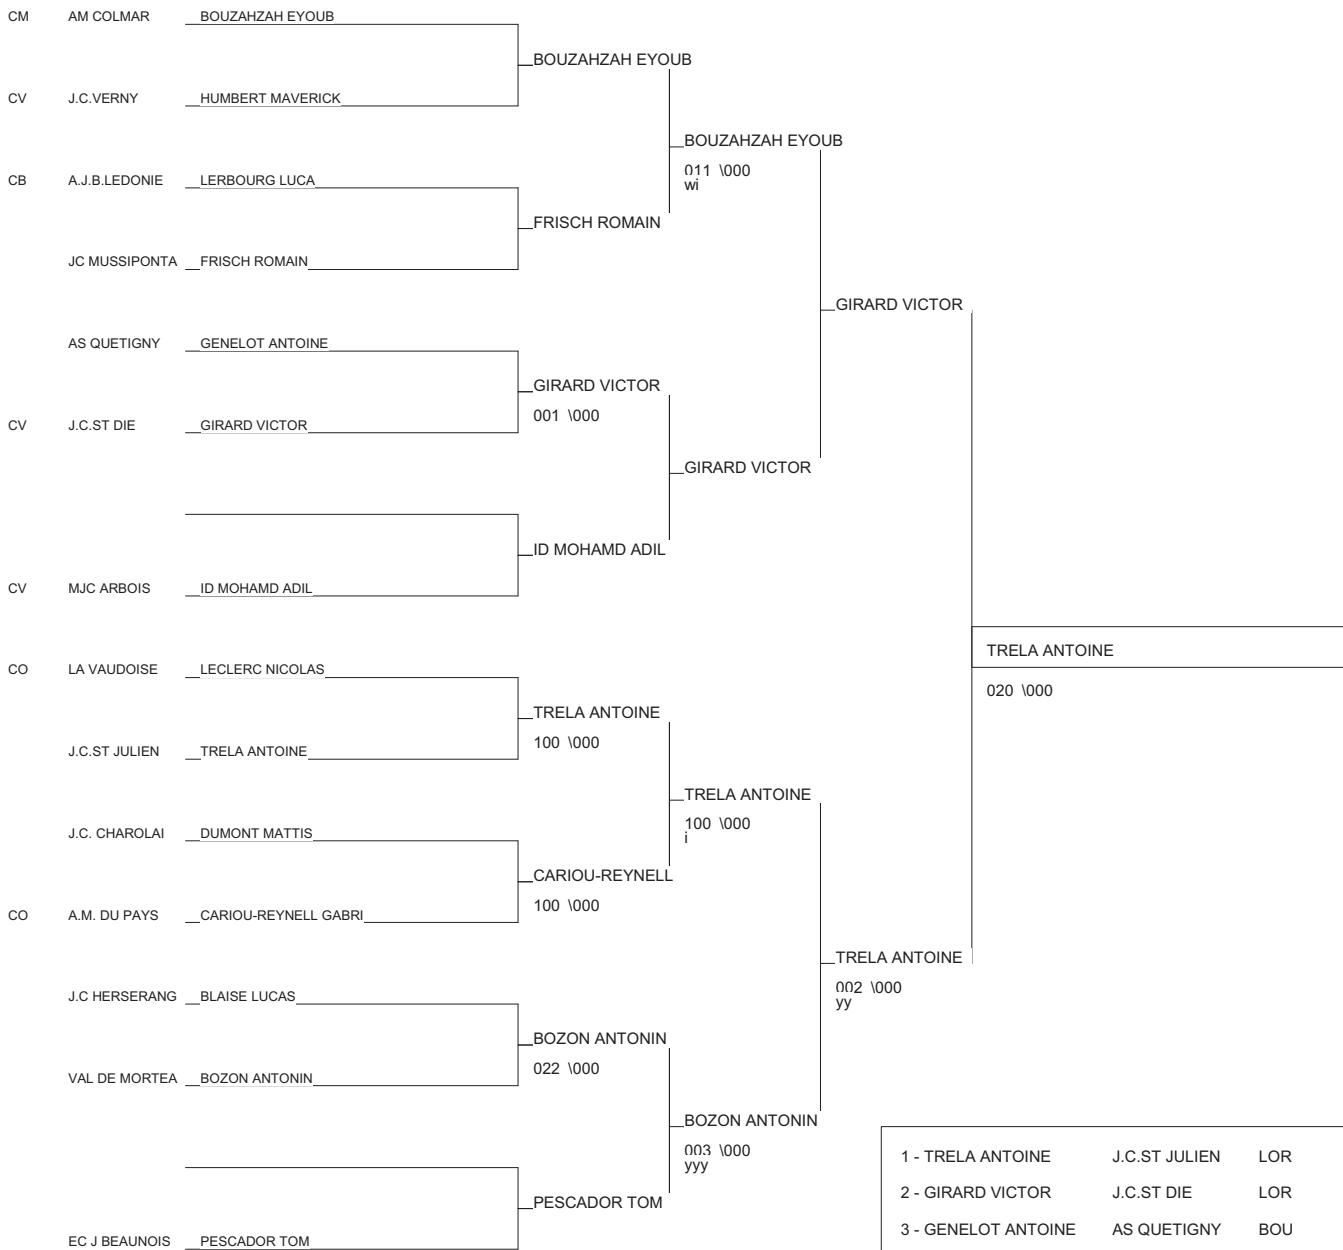 CM AM COLMAR BOUZAHZAH EYOUB
BOUZAHZAH EYOUB
CV J.C.VERNY HUMBERT MAVERICK
BOUZAHZAH EYOUB
011 \000
wi
CB A.J.B.LEDONIE LERBOURG LUCA
FRISCH ROMAIN
JC MUSSIPONTA FRISCH ROMAIN
GIRARD VICTOR
AS QUETIGNY GENELOT ANTOINE
GIRARD VICTOR
001 \000
CV J.C.ST DIE GIRARD VICTOR
GIRARD VICTOR
ID MOHAMD ADIL
CV MJC ARBOIS ID MOHAMD ADIL
TRELA ANTOINE
020 \000
CO LA VAUDOISE LECLERC NICOLAS
TRELA ANTOINE
100 \000
J.C.ST JULIEN TRELA ANTOINE
TRELA ANTOINE
100 \000
i
J.C. CHAROLAI DUMONT MATTIS
CARIOU-REYNELL
100 \000
CO A.M. DU PAYS CARIOU-REYNELL GABRI
TRELA ANTOINE
002 \000
yy
J.C HERSERANG BLAISE LUCAS
BOZON ANTONIN
022 \000
VAL DE MORTEA BOZON ANTONIN
BOZON ANTONIN
003 \000
yyy
PESCADOR TOM
EC J BEAUNOIS PESCADOR TOM
1 - TRELA ANTOINE J.C.ST JULIEN LOR
2 - GIRARD VICTOR J.C.ST DIE LOR
3 - GENELOT ANTOINE AS QUETIGNY BOU